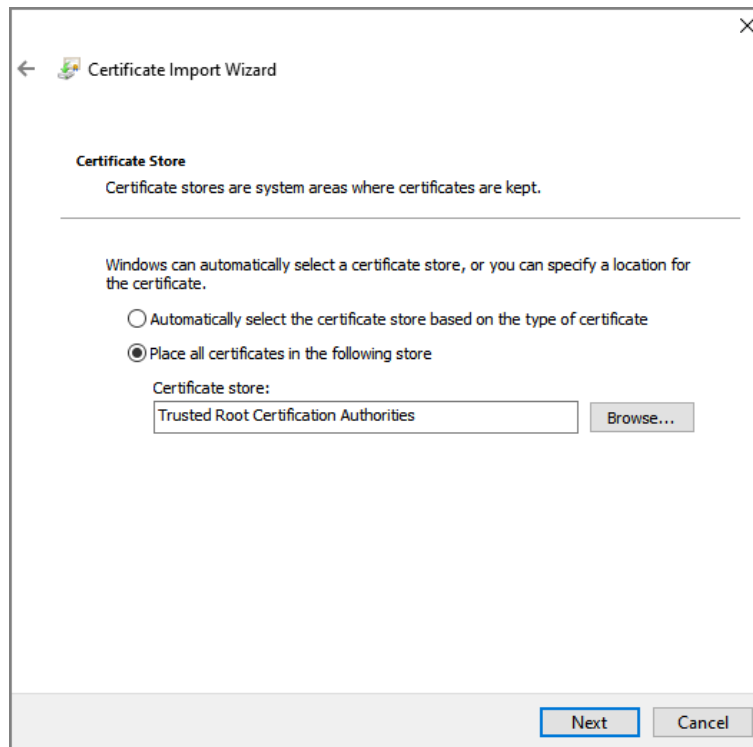 Certificate Import Wizard
Certificate Store
Certificate stores are system areas where certificates are kept.
Windows can automatically select a certificate store, or you can specify a location for
the certificate.
Automatically select the certificate store based on the type of certificate
Place all certificates in the following store
Certificate store:
Trusted Root Certification Authorities
Browse...
Next
Cancel